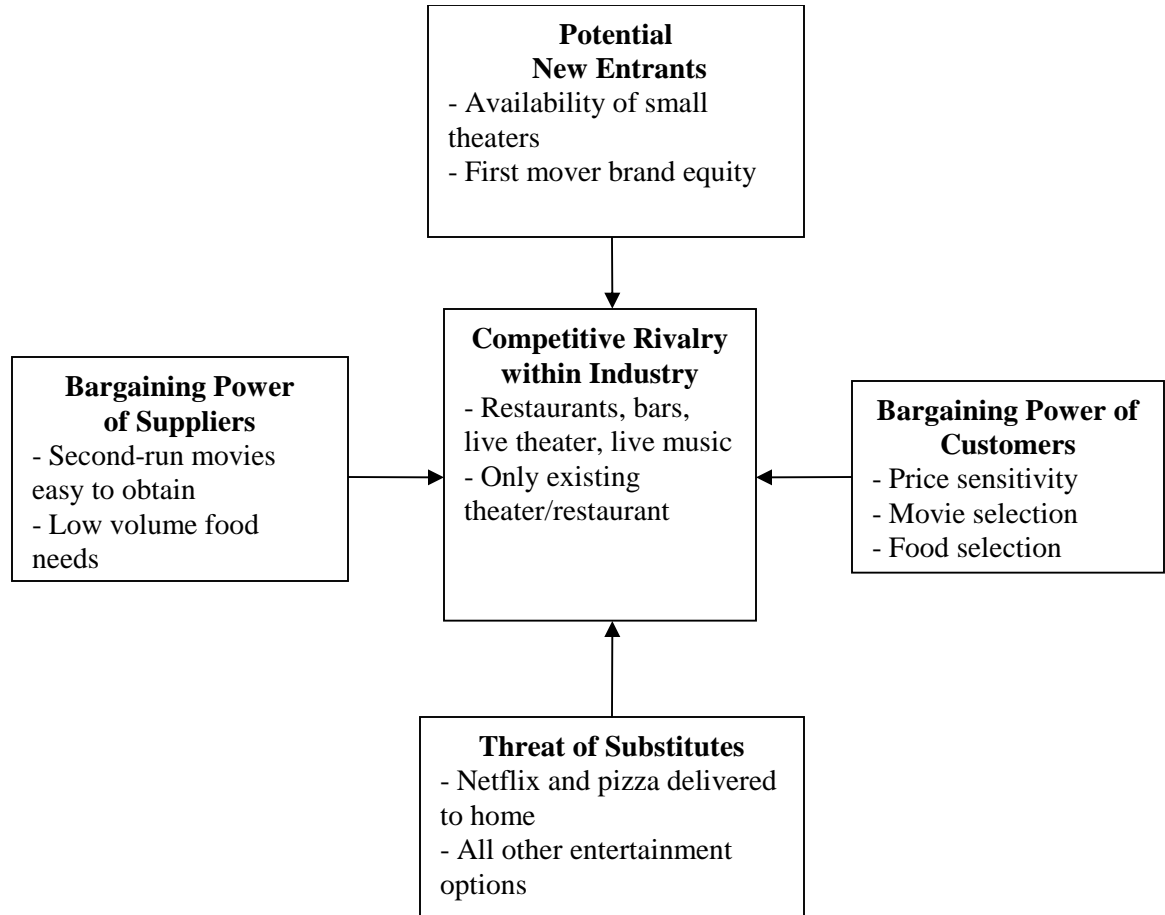 Potential
New Entrants
- Availability of small
theaters
- First mover brand equity
Competitive Rivalry
within Industry
- Restaurants, bars,
live theater, live music
- Only existing
theater/restaurant
Bargaining Power
of Suppliers
- Second-run movies
easy to obtain
- Low volume food
needs
Bargaining Power of
Customers
- Price sensitivity
- Movie selection
- Food selection
Threat of Substitutes
- Netflix and pizza delivered
to home
- All other entertainment
options